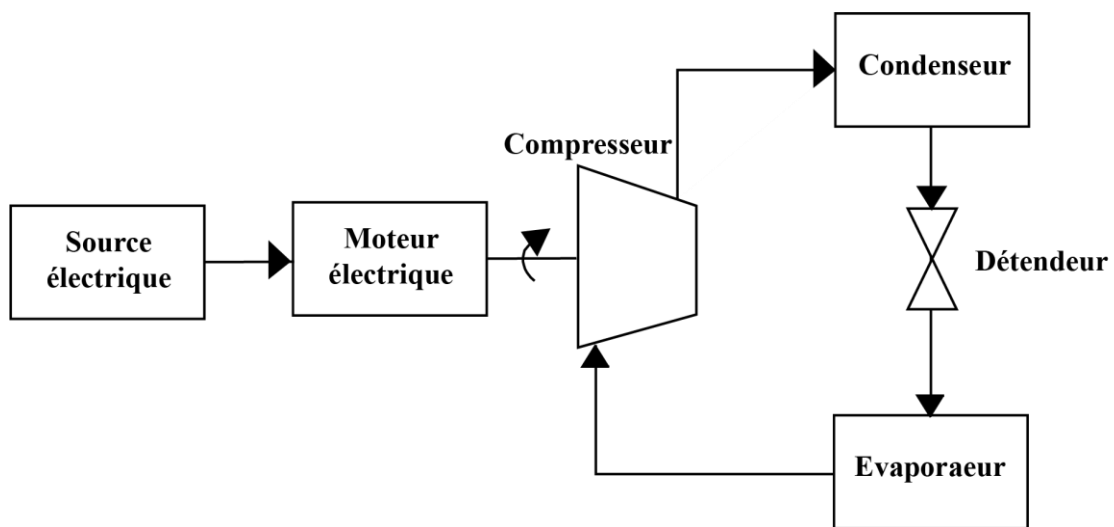 Condenseur
Compresseur
Source
électrique
Moteur
électrique
Détendeur
Evaporaeur